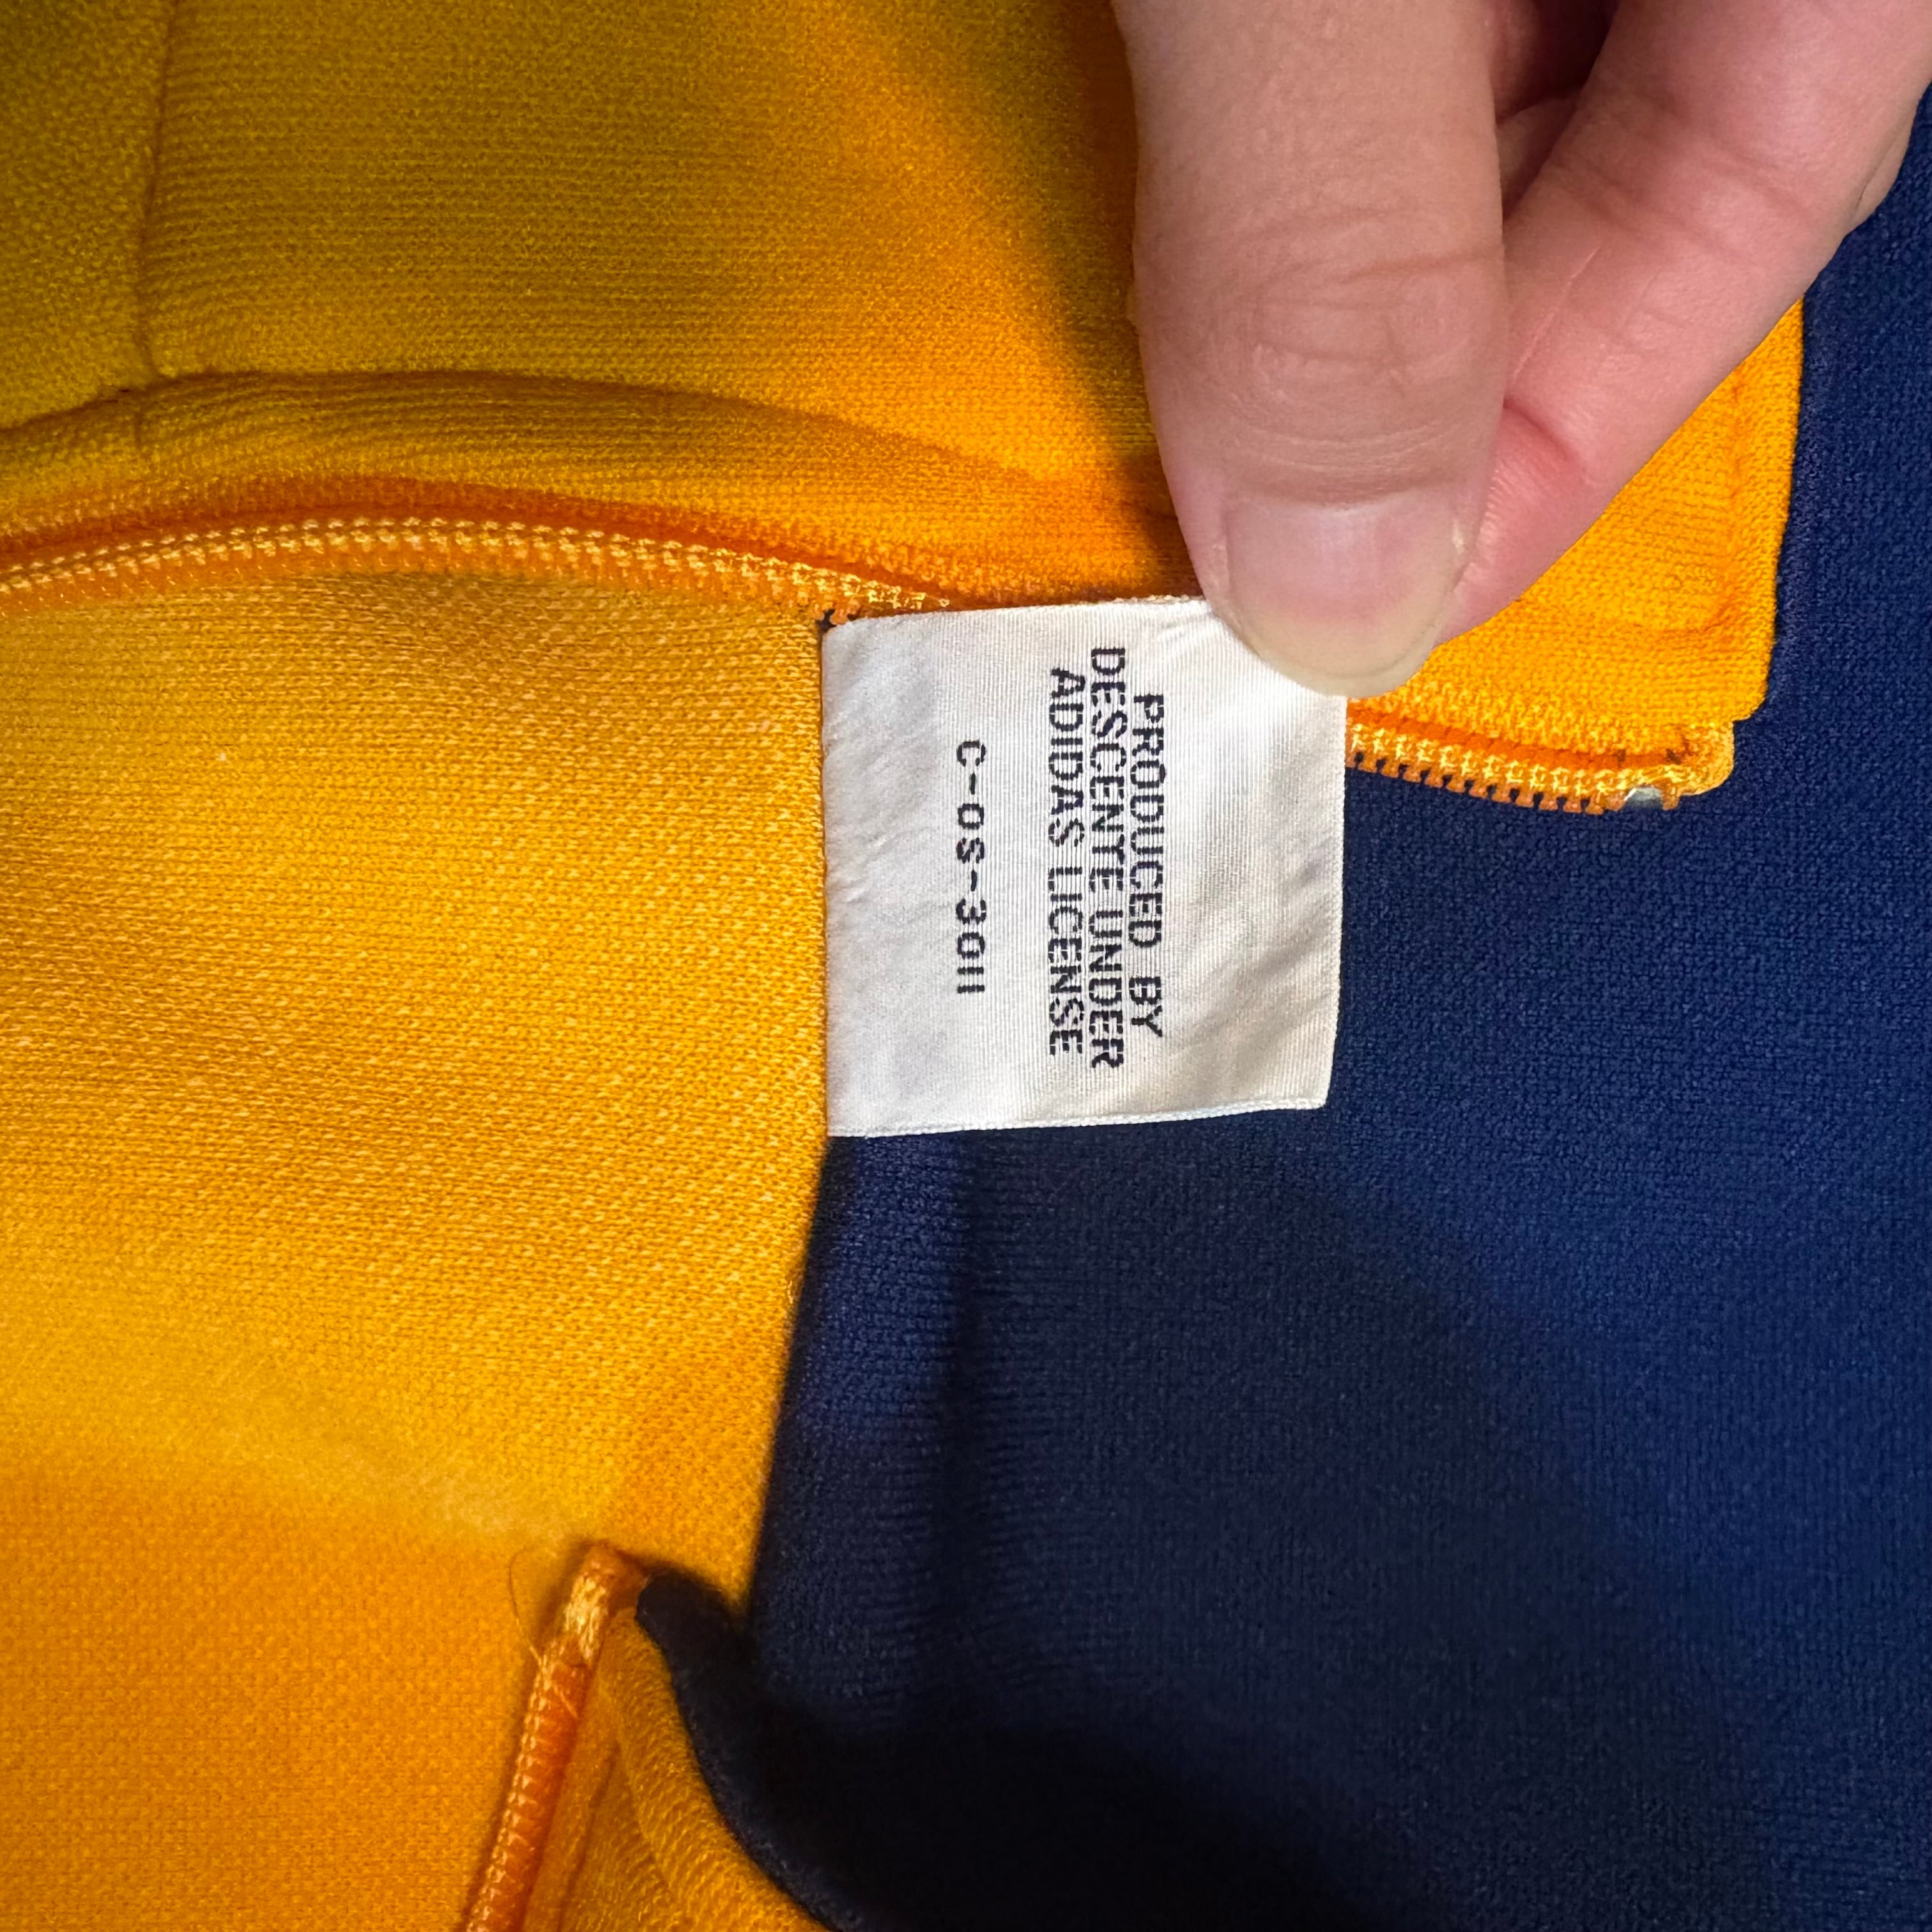 PRODUCED BY
DESCENTE UNDER
ADIDAS LICENSE
C-OS-3011